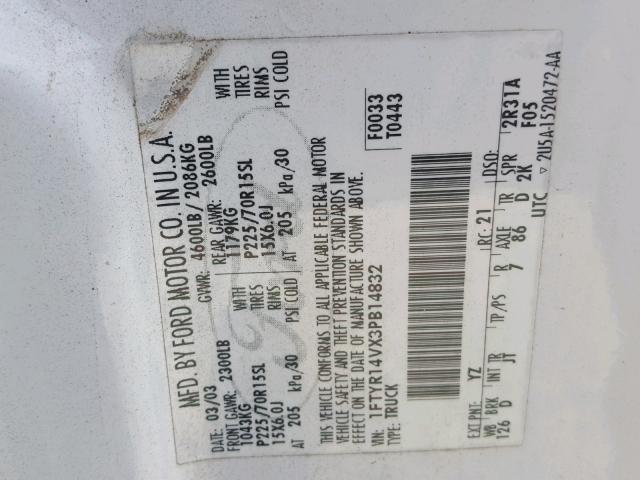 MFD. BY FORD MOTOR CO. IN U.S.A.
DATE: 03/03 GVWR: 4600LB/ 2086KG
FRONT GAWR: 2300LB REAR GAWR: 2600LB
1043KG WITH 1179KG WITH
P225/70R15SL TIRES P225/70R15SL TIRES
15X6.0J RIMS 15X6.0J RIMS
AT 205 kPa/30 PSI COLD AT 205 kPa/30 PSI COLD
THIS VEHICLE CONFORMS TO ALL APPLICABLE FEDERAL MOTOR
VEHICLE SAFETY AND THEFT PREVENTION STANDARDS IN
EFFECT ON THE DATE OF MANUFACTURE SHOWN ABOVE.
VIN: 1FTYR14VX3PB14832 F0033
TYPE: TRUCK T0443
EXT PNT: YZ RC: 21 DSO:
WB BRK INT TR TP/PS R AXLE TR SPR 2R31A
126 D JT 7 86 D 2K F05
UTC ▽ 2U5A-1520472-AA
Ford